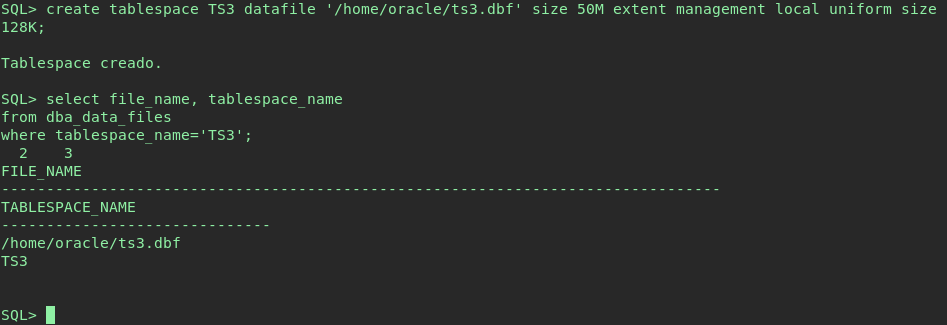 SQL> create tablespace TS3 datafile '/home/oracle/ts3.dbf' size 50M extent management local uniform size
128K;
Tablespace creado.
SQL> select file_name, tablespace_name
from dba_data_files
where tablespace_name='TS3';
  2    3
FILE_NAME
--------------------------------------------------------------------------------
TABLESPACE_NAME
------------------------------
/home/oracle/ts3.dbf
TS3
SQL>